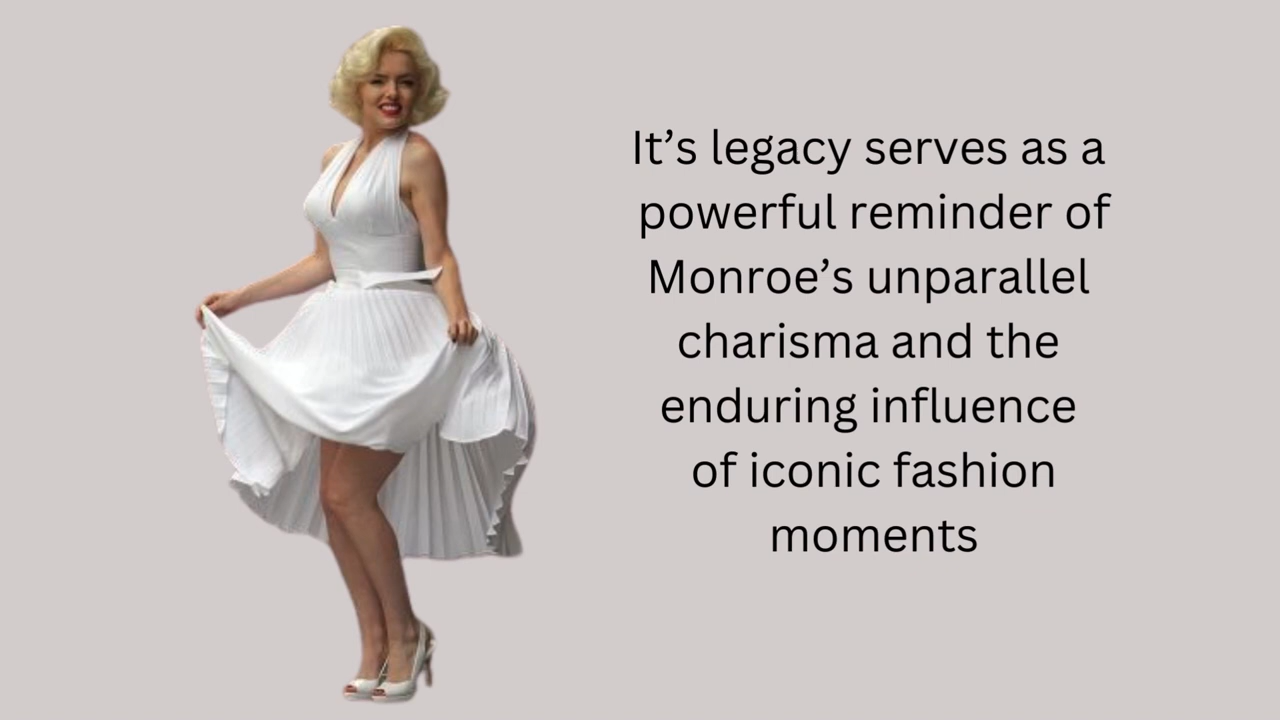 It’s legacy serves as a
powerful reminder of
Monroe’s unparallel
charisma and the
enduring influence
of iconic fashion
moments